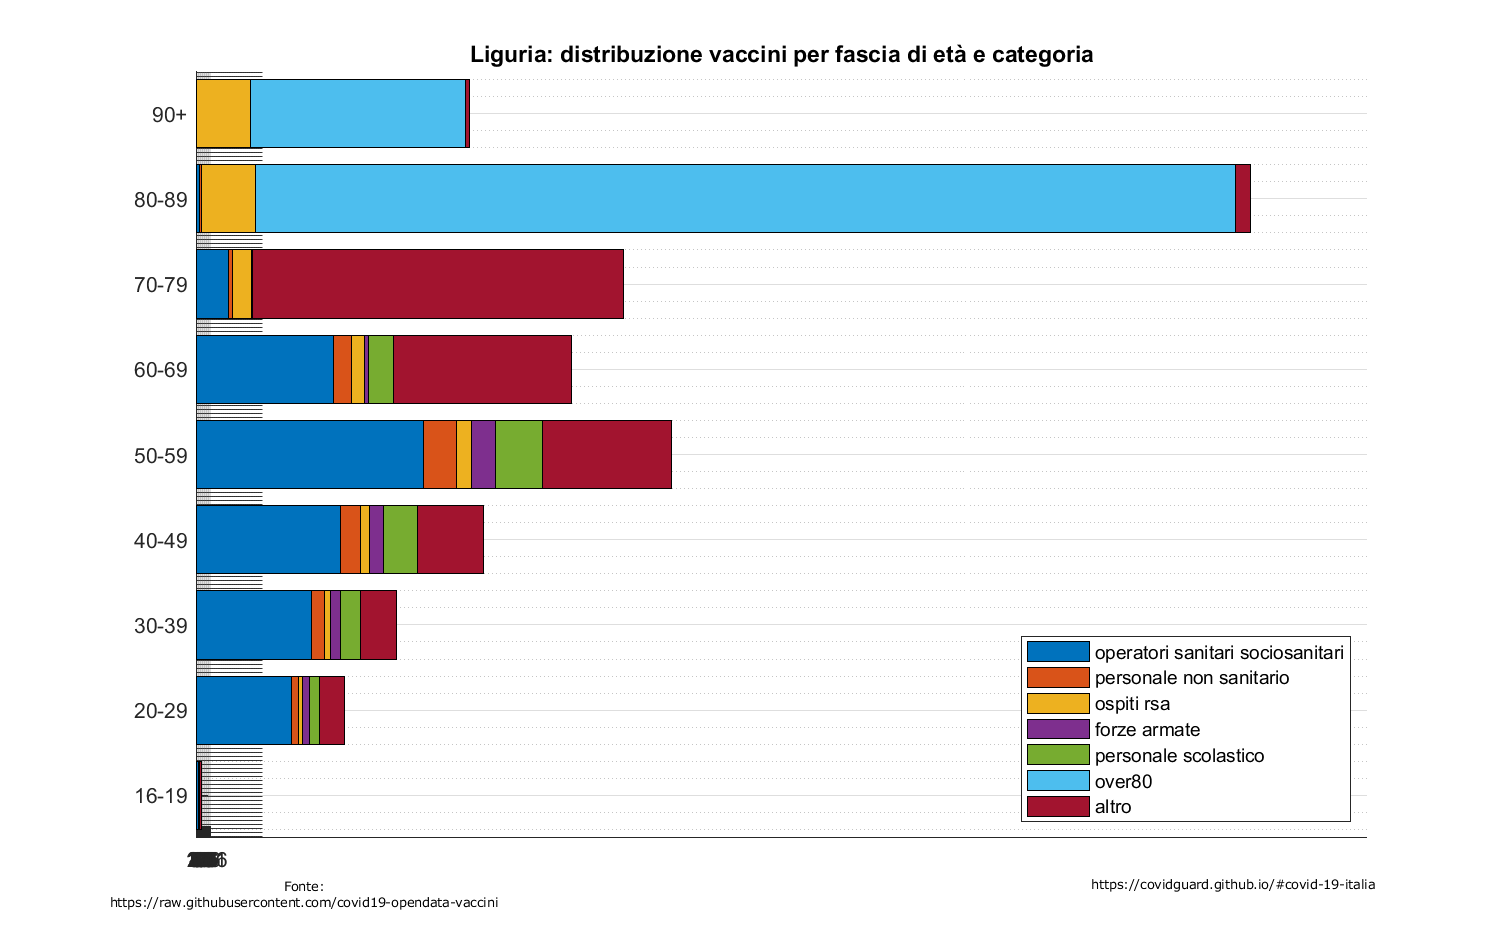 Liguria: distribuzione vaccini per fascia di età e categoria
90+
80-89
70-79
60-69
50-59
40-49
30-39
20-29
16-19
operatori sanitari sociosanitari
personale non sanitario
ospiti rsa
forze armate
personale scolastico
over80
altro
Fonte:
https://raw.githubusercontent.com/covid19-opendata-vaccini
https://covidguard.github.io/#covid-19-italia